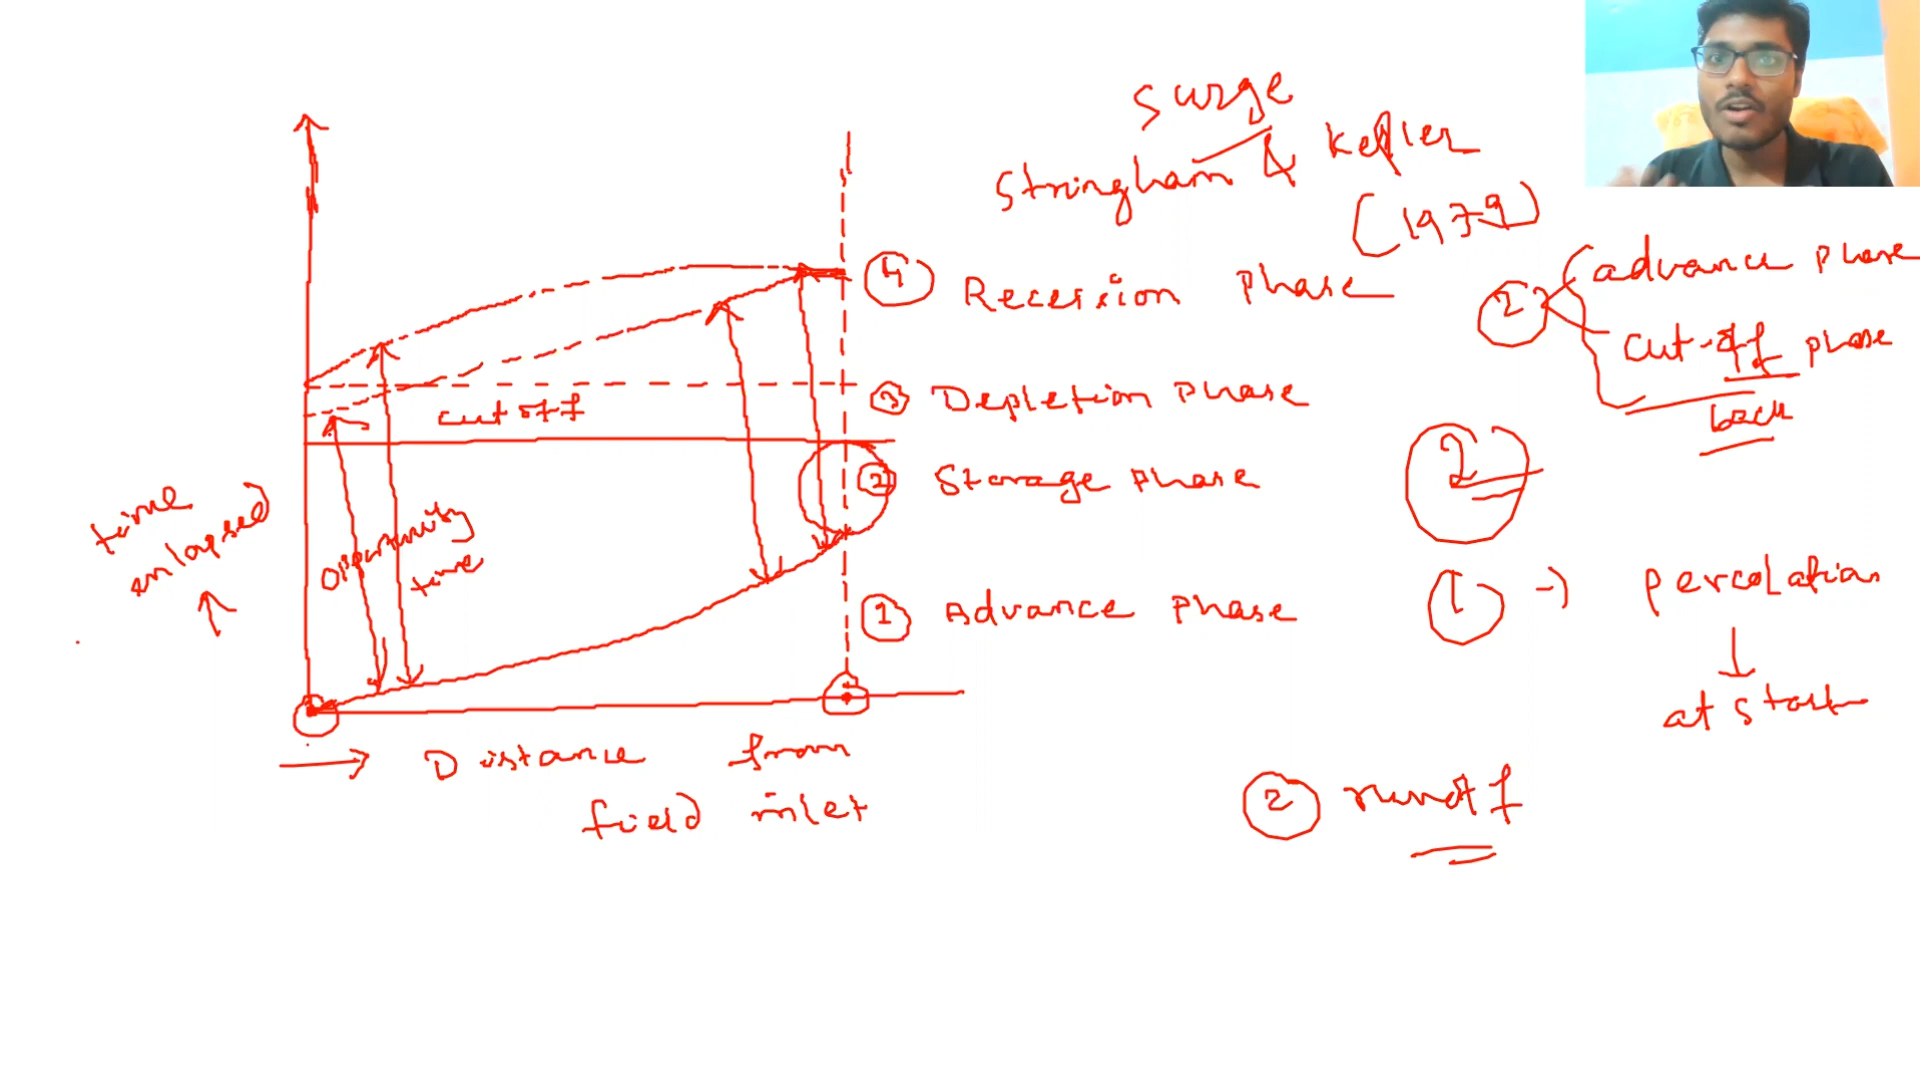 Surge
Stringham & Kepler
(1979)
4 Recession Phase
3 Depletion Phase
2 Storage Phase
1 Advance Phase
cut off
time
enlapsed
Opportunity
time
Distance from
field inlet
2 advance phase
cut-off phase
back
2
1 → percolation
at start
2 runoff